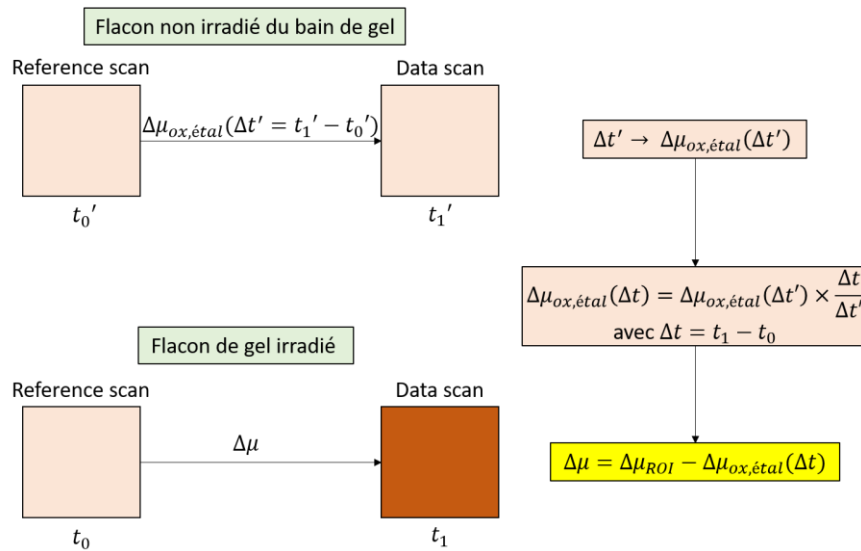 Flacon non irradié du bain de gel
Reference scan
Data scan
Δμ_{ox,étal}(Δt' = t₁' − t₀')
t₀'
t₁'
Flacon de gel irradié
Reference scan
Data scan
Δμ
t₀
t₁
Δt' → Δμ_{ox,étal}(Δt')
Δμ_{ox,étal}(Δt) = Δμ_{ox,étal}(Δt') × Δt/Δt'
avec Δt = t₁ − t₀
Δμ = Δμ_{ROI} − Δμ_{ox,étal}(Δt)